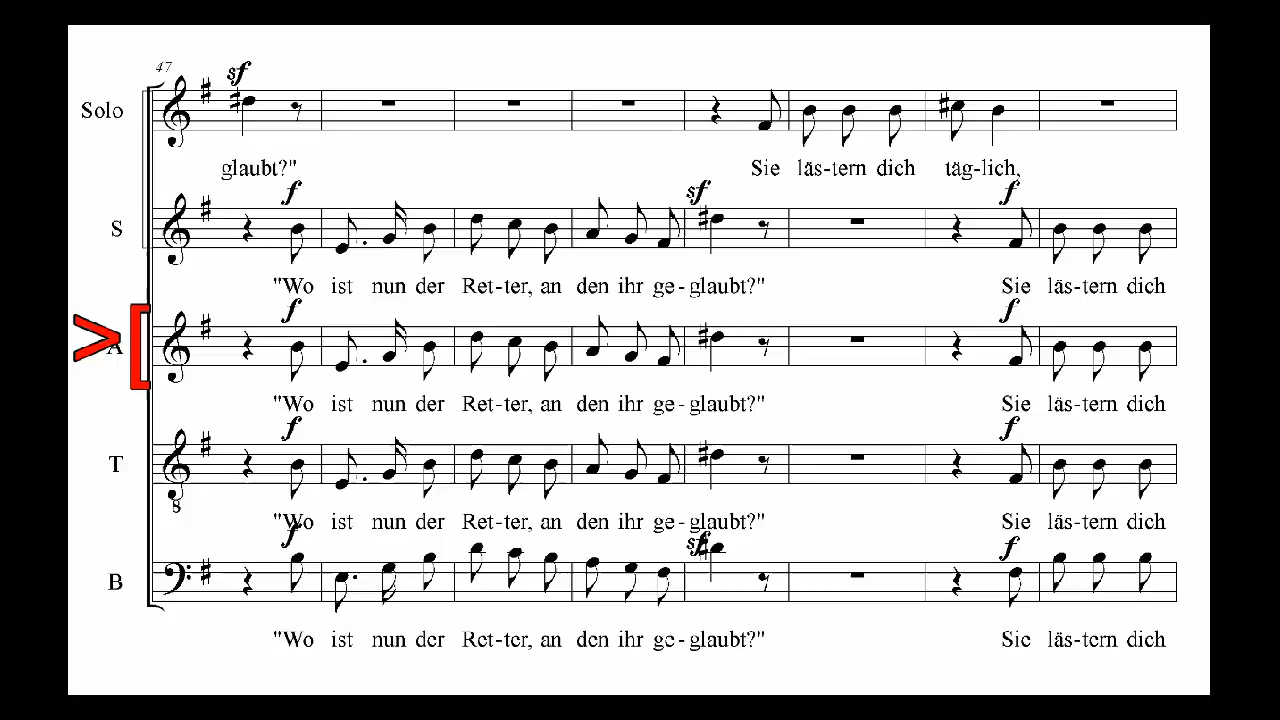 47
sf
Solo
glaubt?" Sie läs-tern dich täg-lich,
f sf f
S
"Wo ist nun der Ret-ter, an den ihr ge-glaubt?" Sie läs-tern dich
f f
> [ A
"Wo ist nun der Ret-ter, an den ihr ge-glaubt?" Sie läs-tern dich
f f
T
8
"Wo ist nun der Ret-ter, an den ihr ge-glaubt?" Sie läs-tern dich
f sf f
B
"Wo ist nun der Ret-ter, an den ihr ge-glaubt?" Sie läs-tern dich